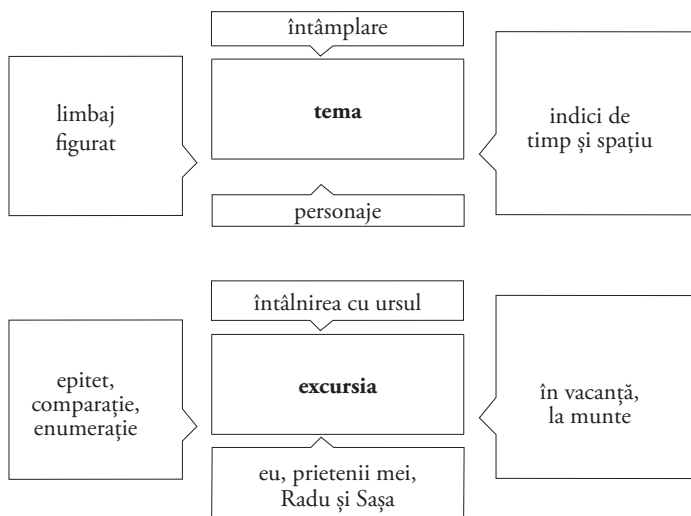 întâmplare
limbaj
figurat
tema
indici de
timp și spațiu
personaje
întâlnirea cu ursul
epitet,
comparație,
enumerație
excursia
în vacanță,
la munte
eu, prietenii mei,
Radu și Sașa